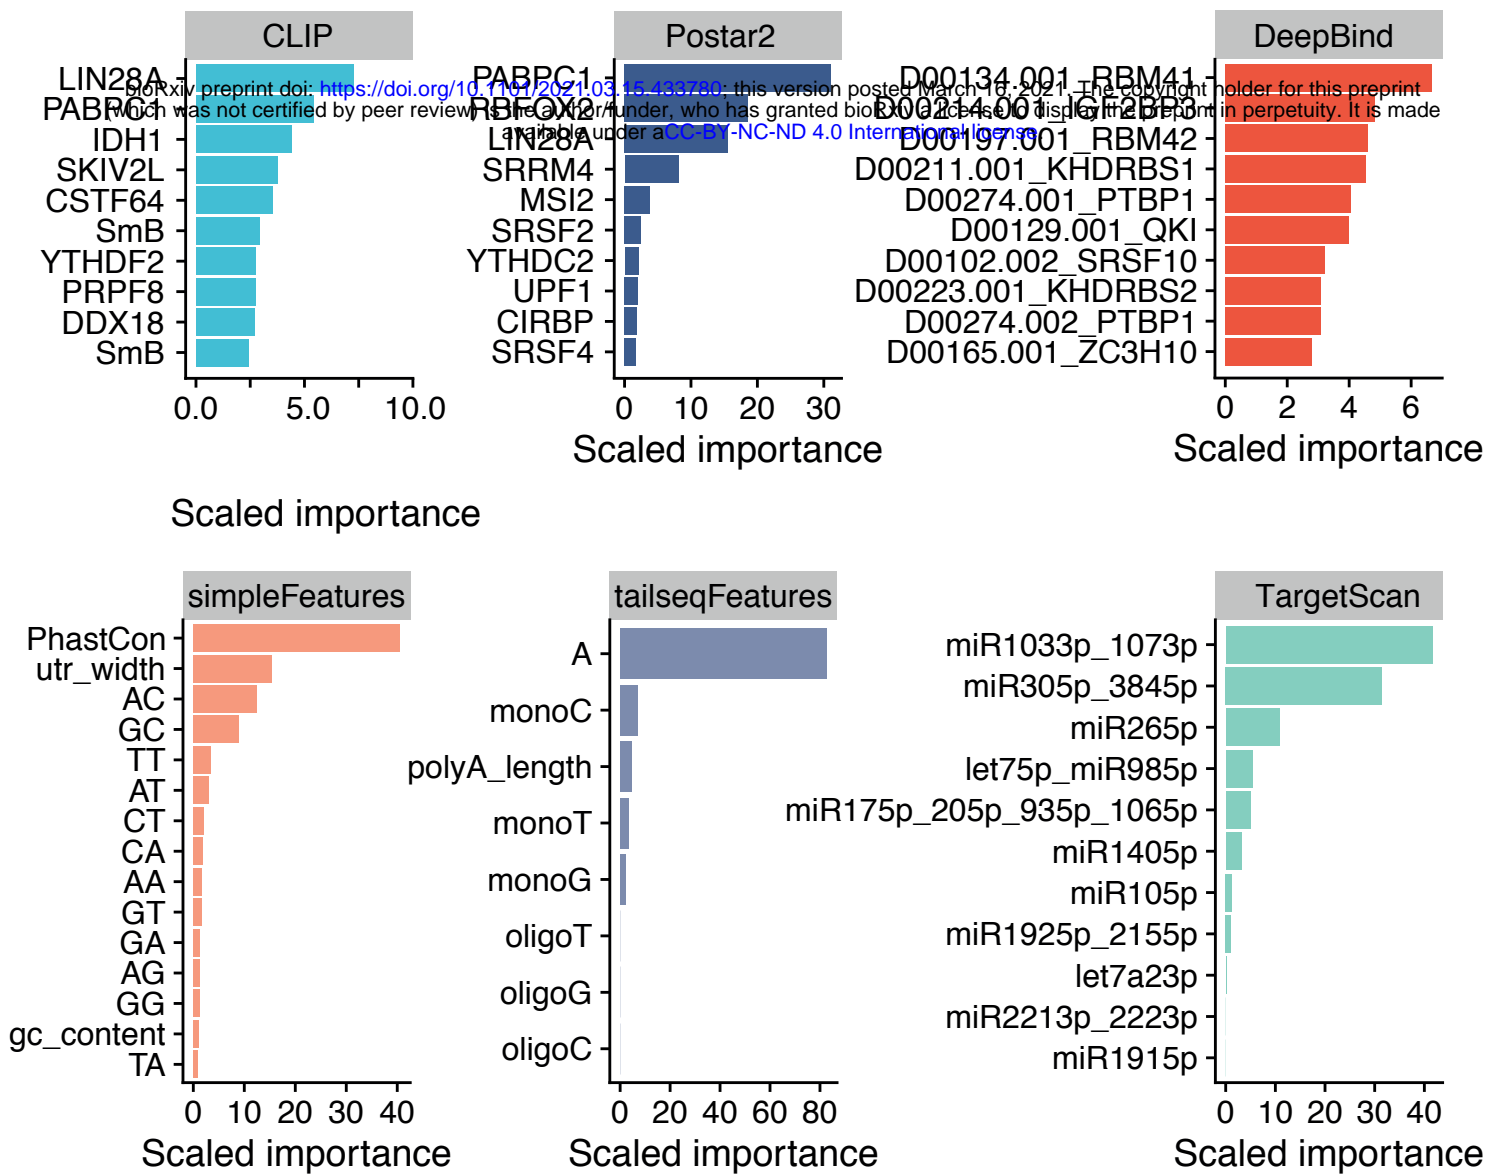 CLIP
LIN28A
PABPC1
IDH1
SKIV2L
CSTF64
SmB
YTHDF2
PRPF8
DDX18
SmB
0.0 5.0 10.0
Scaled importance
Postar2
PABPC1
RBFOX2
LIN28A
SRRM4
MSI2
SRSF2
YTHDC2
UPF1
CIRBP
SRSF4
0 10 20 30
Scaled importance
DeepBind
D00134.001_RBM41
D00214.001_IGF2BP3
D00197.001_RBM42
D00211.001_KHDRBS1
D00274.001_PTBP1
D00129.001_QKI
D00102.002_SRSF10
D00223.001_KHDRBS2
D00274.002_PTBP1
D00165.001_ZC3H10
0 2 4 6
Scaled importance
bioRxiv preprint doi: https://doi.org/10.1101/2021.03.15.433780; this version posted March 16, 2021. The copyright holder for this preprint
(which was not certified by peer review) is the author/funder, who has granted bioRxiv a license to display the preprint in perpetuity. It is made
available under aCC-BY-NC-ND 4.0 International license.
simpleFeatures
PhastCon
utr_width
AC
GC
TT
AT
CT
CA
AA
GT
GA
AG
GG
gc_content
TA
0 10 20 30 40
Scaled importance
tailseqFeatures
A
monoC
polyA_length
monoT
monoG
oligoT
oligoG
oligoC
0 20 40 60 80
Scaled importance
TargetScan
miR1033p_1073p
miR305p_3845p
miR265p
let75p_miR985p
miR175p_205p_935p_1065p
miR1405p
miR105p
miR1925p_2155p
let7a23p
miR2213p_2223p
miR1915p
0 10 20 30 40
Scaled importance